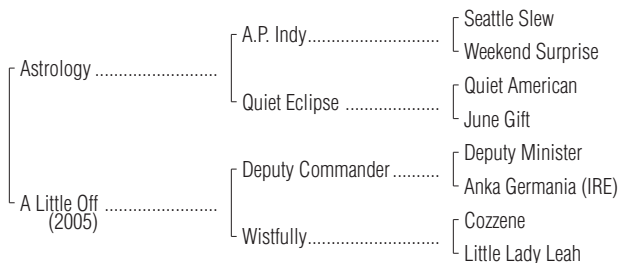 Seattle Slew
A.P. Indy........................................
Weekend Surprise
Astrology .....................................
Quiet American
Quiet Eclipse .............................
June Gift
Deputy Minister
Deputy Commander ..............
Anka Germania (IRE)
A Little Off ..................................
(2005)
Cozzene
Wistfully........................................
Little Lady Leah